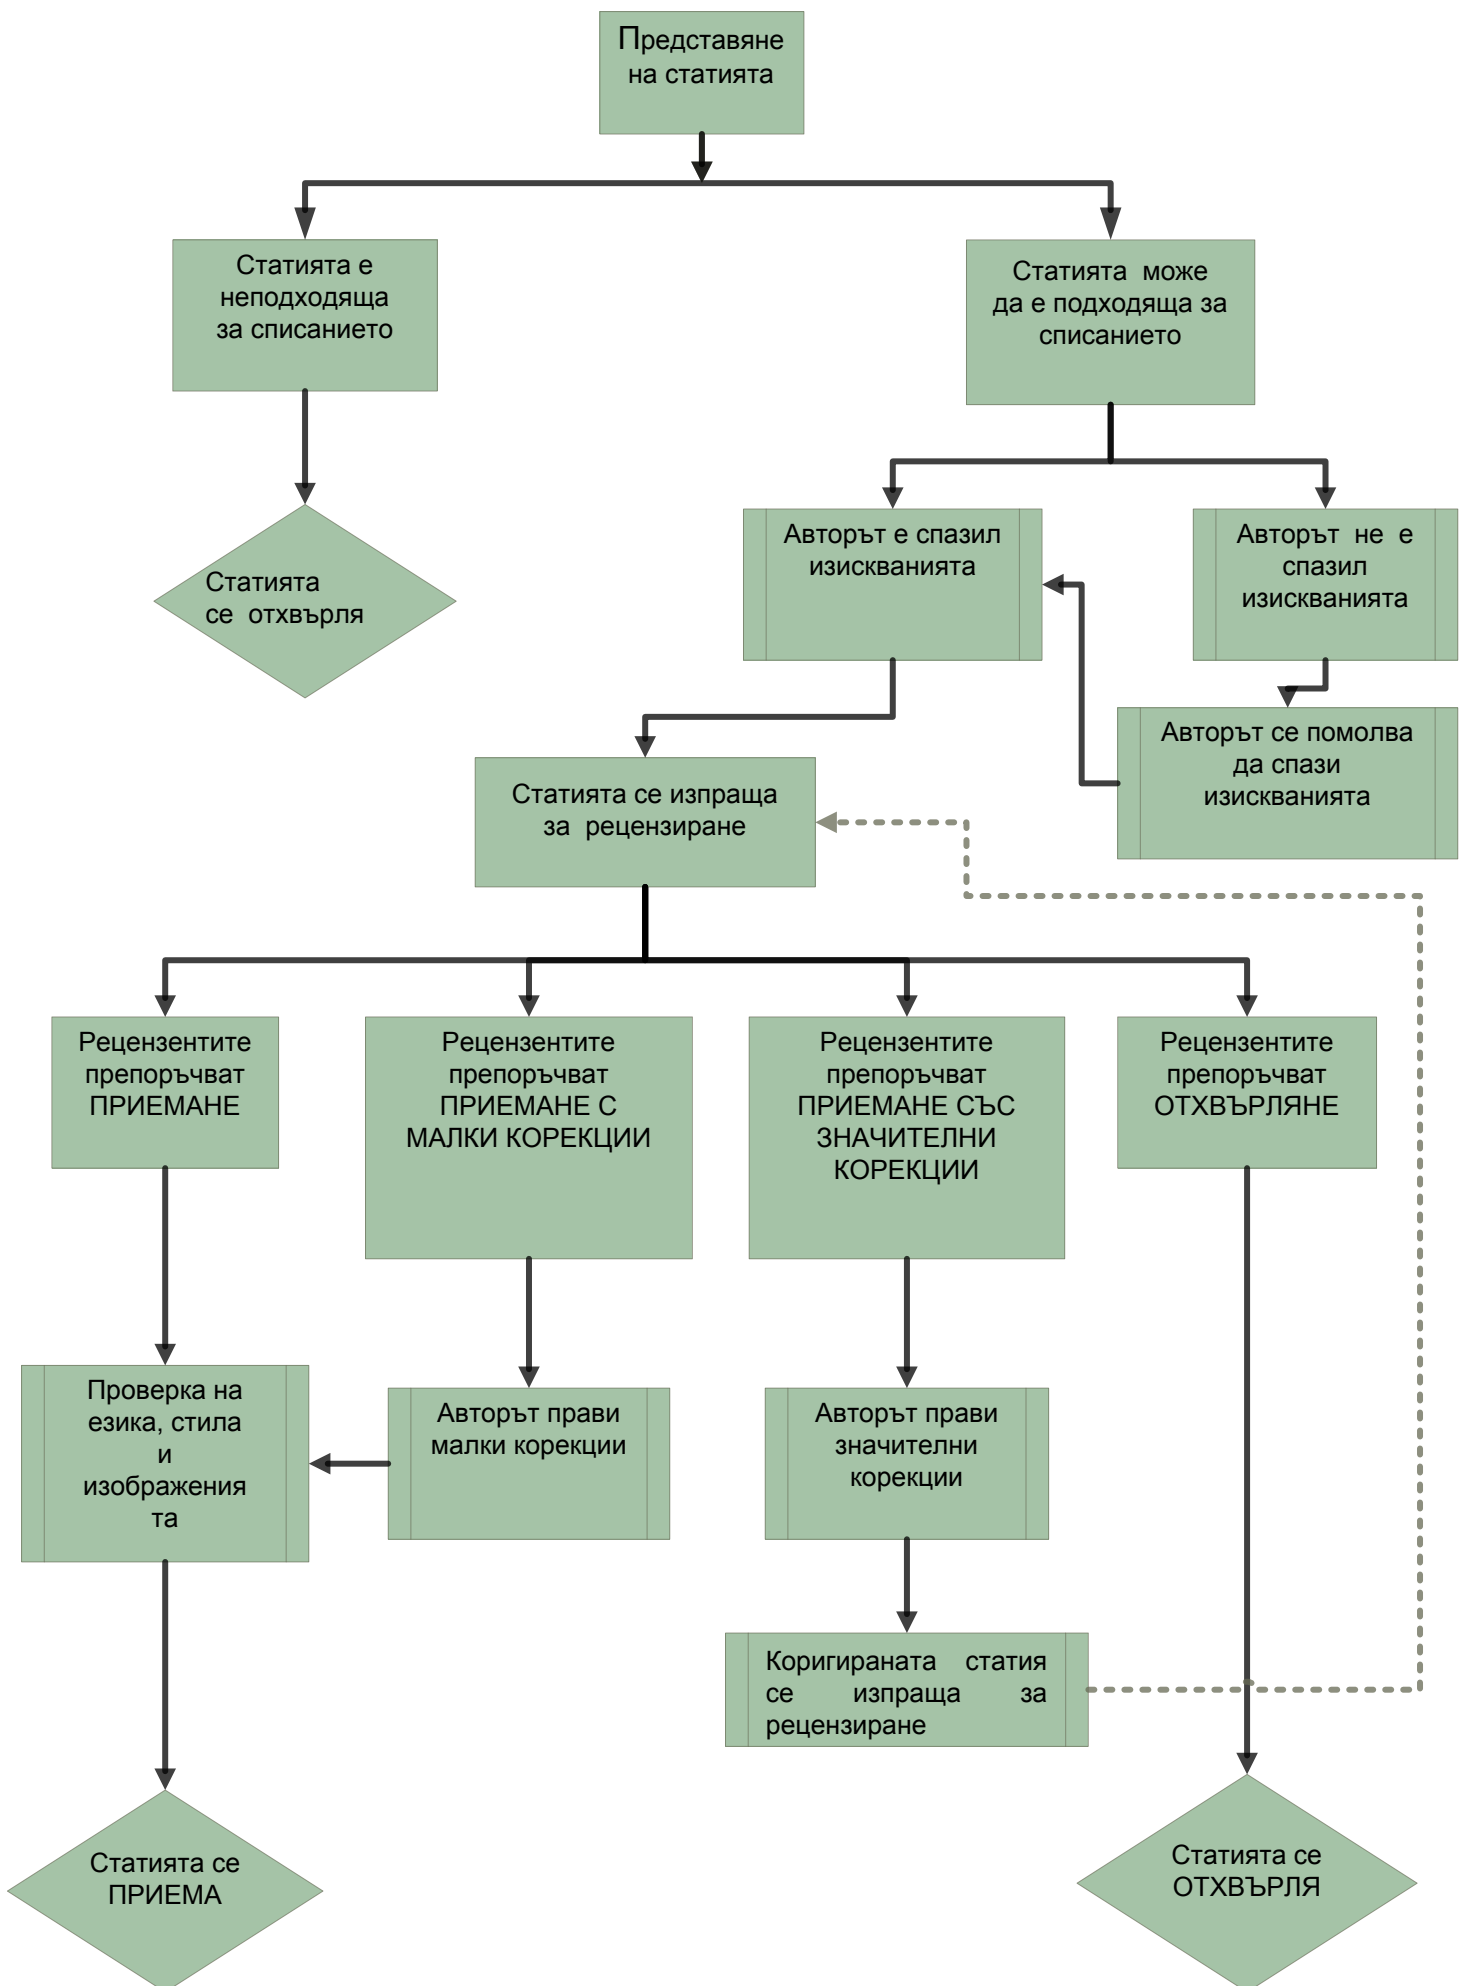 Представяне
на статията
Статията е
неподходяща
за списанието
Статията може
да е подходяща за
списанието
Статията
се отхвърля
Авторът е спазил
изискванията
Авторът не е
спазил
изискванията
Авторът се помолва
да спази
изискванията
Статията се изпраща
за рецензиране
Рецензентите
препоръчват
ПРИЕМАНЕ
Рецензентите
препоръчват
ПРИЕМАНЕ С
МАЛКИ КОРЕКЦИИ
Рецензентите
препоръчват
ПРИЕМАНЕ СЪС
ЗНАЧИТЕЛНИ
КОРЕКЦИИ
Рецензентите
препоръчват
ОТХВЪРЛЯНЕ
Проверка на
езика, стила
и
изображения
та
Авторът прави
малки корекции
Авторът прави
значителни
корекции
Коригираната статия
се изпраща за
рецензиране
Статията се
ПРИЕМА
Статията се
ОТХВЪРЛЯ